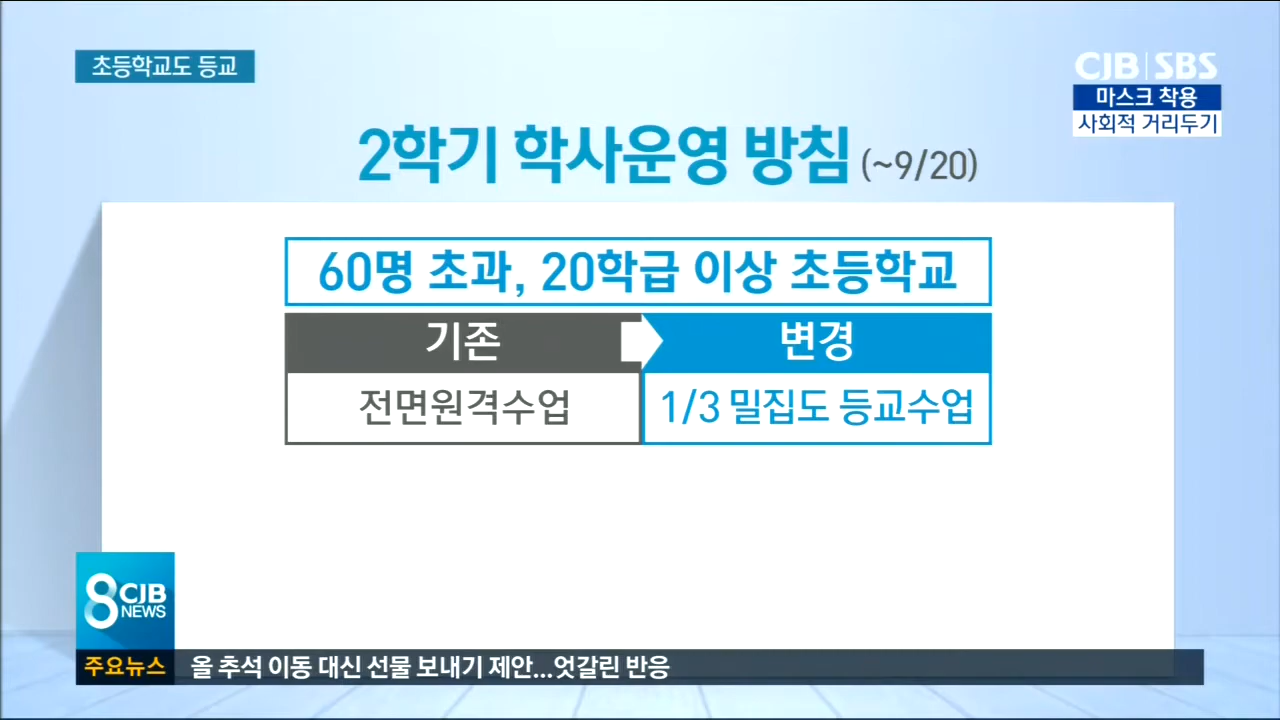 초등학교도 등교
CJB SBS
마스크 착용
사회적 거리두기
2학기 학사운영 방침 (~9/20)
60명 초과, 20학급 이상 초등학교
기존
변경
전면원격수업
1/3 밀집도 등교수업
8 CJB
NEWS
주요뉴스
올 추석 이동 대신 선물 보내기 제안...엇갈린 반응